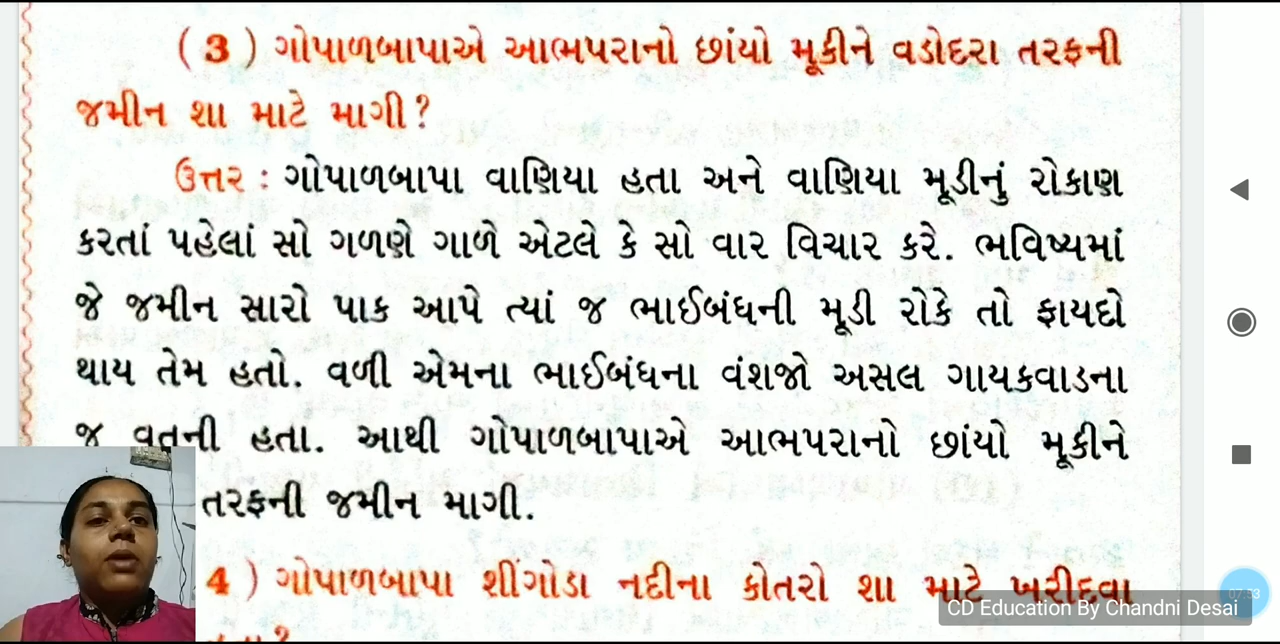 ( 3 ) ગોપાળબાપાએ આભપરાનો છાંયો મૂકીને વડોદરા તરફની
જમીન શા માટે માગી?
ઉત્તર : ગોપાળબાપા વાણિયા હતા અને વાણિયા મૂડીનું રોકાણ
કરતાં પહેલાં સો ગળણે ગાળે એટલે કે સો વાર વિચાર કરે. ભવિષ્યમાં
જે જમીન સારો પાક આપે ત્યાં જ ભાઈબંધની મૂડી રોકે તો ફાયદો
થાય તેમ હતો. વળી એમના ભાઈબંધના વંશજો અસલ ગાયકવાડના
જ વતની હતા. આથી ગોપાળબાપાએ આભપરાનો છાંયો મૂકીને
તરફની જમીન માગી.
4 ) ગોપાળબાપા શીંગોડા નદીના કોતરો શા માટે ખરીદવા
CD Education By Chandni Desai
07:53